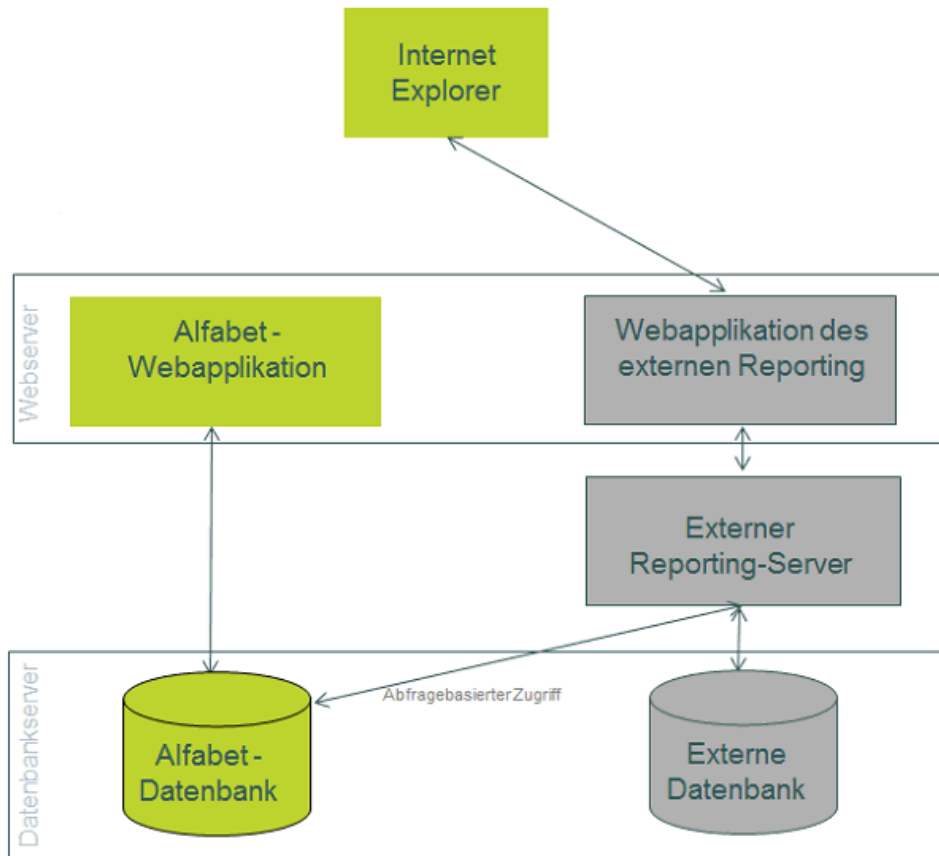 Internet
Explorer
Webserver
Alfabet -
Webapplikation
Webapplikation des
externen Reporting
Externer
Reporting-Server
Datenbankserver
Abfragebasierter Zugriff
Alfabet -
Datenbank
Externe
Datenbank